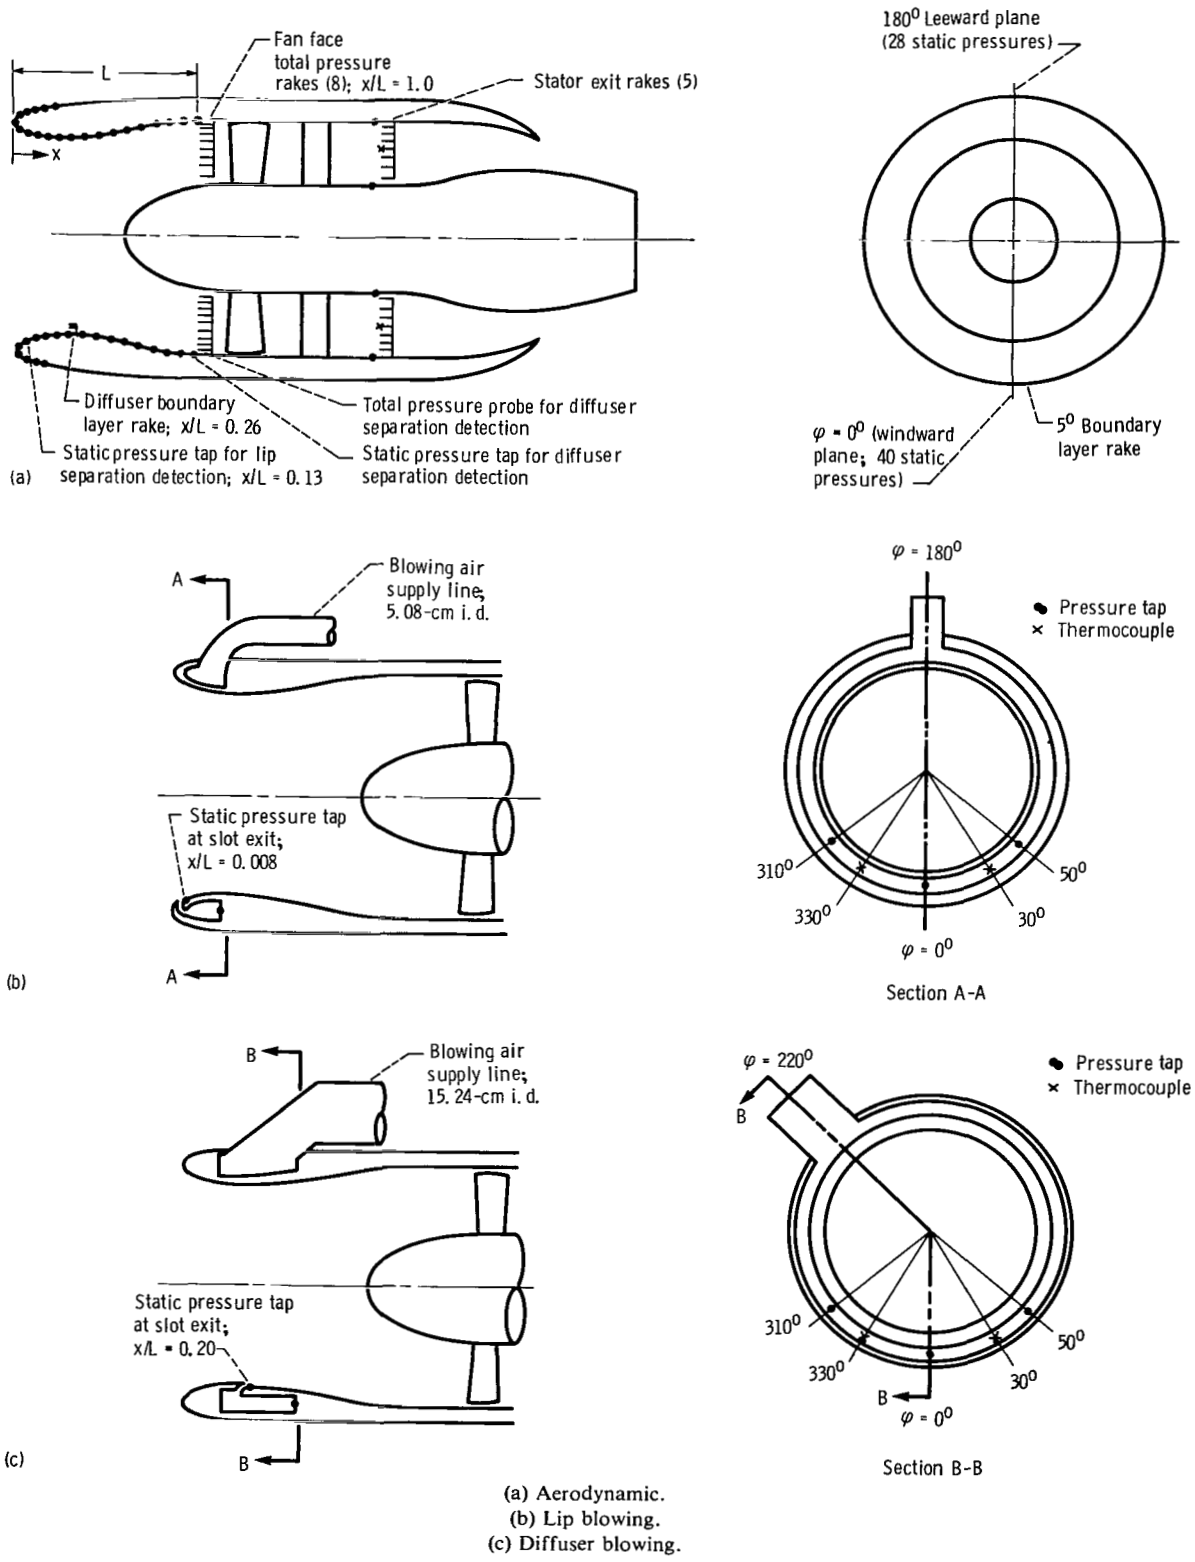 Fan face
total pressure
rakes (8); x/L = 1.0
L
Stator exit rakes (5)
x
180⁰ Leeward plane
(28 static pressures)
Diffuser boundary
layer rake; x/L = 0.26
Static pressure tap for lip
separation detection; x/L = 0.13
Total pressure probe for diffuser
separation detection
Static pressure tap for diffuser
separation detection
φ = 0⁰ (windward
plane; 40 static
pressures)
5⁰ Boundary
layer rake
(a)
A
Blowing air
supply line;
5.08-cm i.d.
Static pressure tap
at slot exit;
x/L = 0.008
A
(b)
φ = 180⁰
Pressure tap
× Thermocouple
310⁰
330⁰
50⁰
30⁰
φ = 0⁰
Section A-A
B
Blowing air
supply line;
15.24-cm i.d.
Static pressure tap
at slot exit;
x/L = 0.20
B
(c)
φ = 220⁰
B
Pressure tap
× Thermocouple
310⁰
330⁰
50⁰
30⁰
B
φ = 0⁰
Section B-B
(a) Aerodynamic.
(b) Lip blowing.
(c) Diffuser blowing.